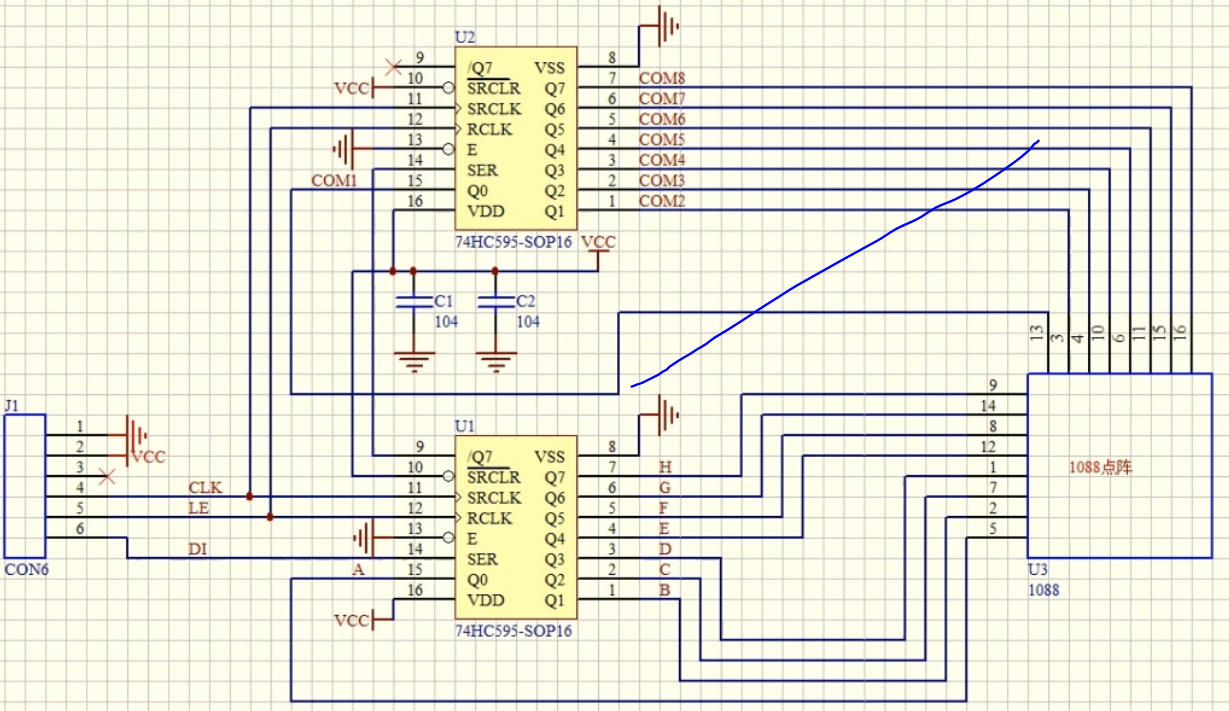 U2
9 /Q7 VSS 8
VCC 10 SRCLR Q7 7 COM8
11 SRCLK Q6 6 COM7
12 RCLK Q5 5 COM6
13 E Q4 4 COM5
14 SER Q3 3 COM4
COM1 15 Q0 Q2 2 COM3
16 VDD Q1 1 COM2
74HC595-SOP16 VCC
C1 C2
104 104
13 3 4 10 6 11 15 16
9
14
8
12
1
7
2
5
1088点阵
U3
1088
J1
1
2 VCC
3
4 CLK
5 LE
6 DI
CON6
U1
9 /Q7 VSS 8
10 SRCLR Q7 7 H
11 SRCLK Q6 6 G
12 RCLK Q5 5 F
13 E Q4 4 E
14 SER Q3 3 D
A 15 Q0 Q2 2 C
16 VDD Q1 1 B
VCC 74HC595-SOP16